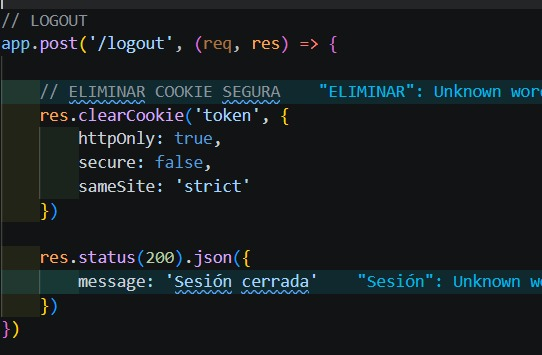 // LOGOUT
app.post('/logout', (req, res) => {
// ELIMINAR COOKIE SEGURA "ELIMINAR": Unknown
res.clearCookie('token', {
httpOnly: true,
secure: false,
sameSite: 'strict'
})
res.status(200).json({
message: 'Sesión cerrada' "Sesión": Unknown
})
})